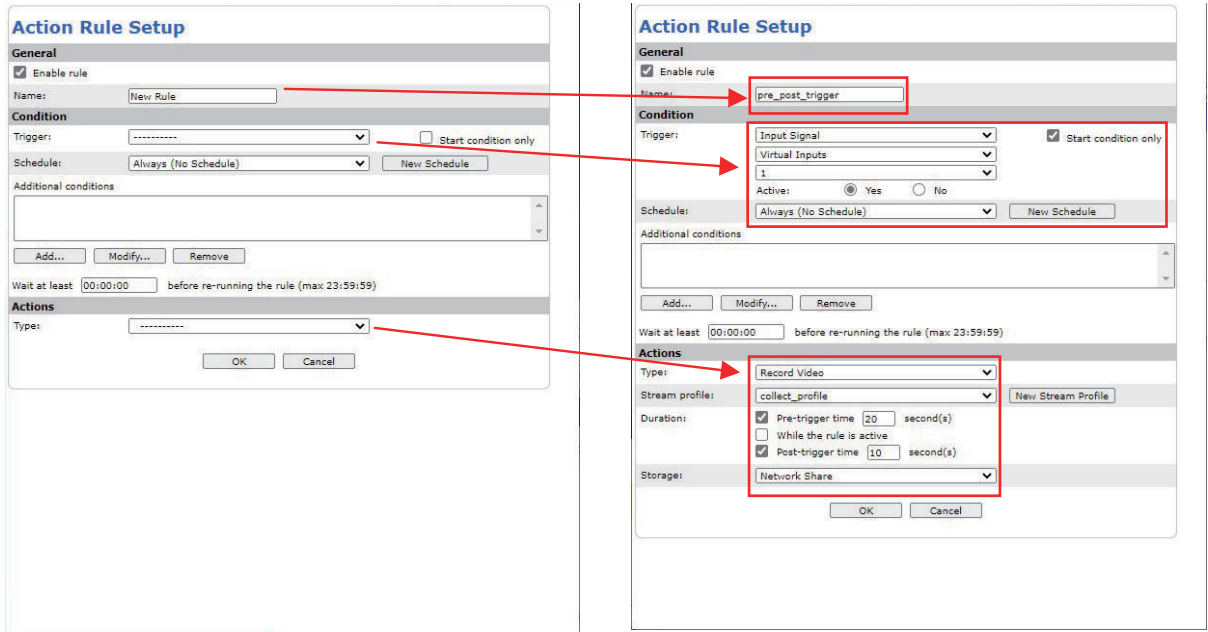 Action Rule Setup
General
Enable rule
Name: New Rule
Condition
Trigger: ---------- Start condition only
Schedule: Always (No Schedule) New Schedule
Additional conditions
Add... Modify... Remove
Wait at least 00:00:00 before re-running the rule (max 23:59:59)
Actions
Type: ----------
OK Cancel
Action Rule Setup
General
Enable rule
Name: pre_post_trigger
Condition
Trigger: Input Signal Start condition only
Virtual Inputs
1
Active: Yes No
Schedule: Always (No Schedule) New Schedule
Additional conditions
Add... Modify... Remove
Wait at least 00:00:00 before re-running the rule (max 23:59:59)
Actions
Type: Record Video
Stream profile: collect_profile New Stream Profile
Duration: Pre-trigger time 20 second(s)
While the rule is active
Post-trigger time 10 second(s)
Storage: Network Share
OK Cancel